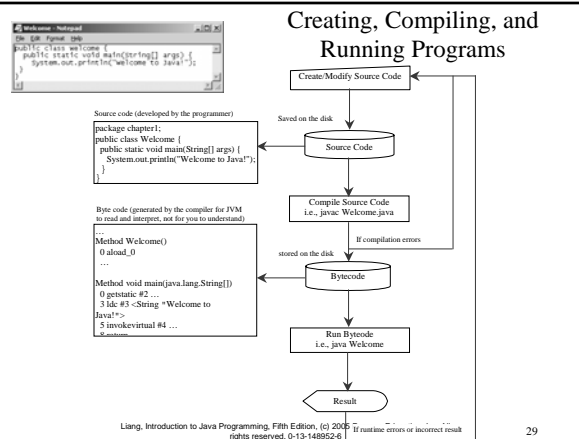 Creating, Compiling, and
Running Programs
Welcome - Notepad
File Edit Format Help
public class Welcome {
public static void main(String[] args) {
System.out.println("Welcome to Java!");
}
}
Create/Modify Source Code
Source code (developed by the programmer)
package chapter1;
public class Welcome {
public static void main(String[] args) {
System.out.println("Welcome to Java!");
}
}
Saved on the disk
Source Code
Compile Source Code
i.e., javac Welcome.java
If compilation errors
Byte code (generated by the compiler for JVM
to read and interpret, not for you to understand)
…
Method Welcome()
0 aload_0
…
Method void main(java.lang.String[])
0 getstatic #2 …
3 ldc #3 <String "Welcome to
Java!">
5 invokevirtual #4 …
8 return
stored on the disk
Bytecode
Run Byteode
i.e., java Welcome
Result
If runtime errors or incorrect result
Liang, Introduction to Java Programming, Fifth Edition, (c) 2005
rights reserved. 0-13-148952-6
29